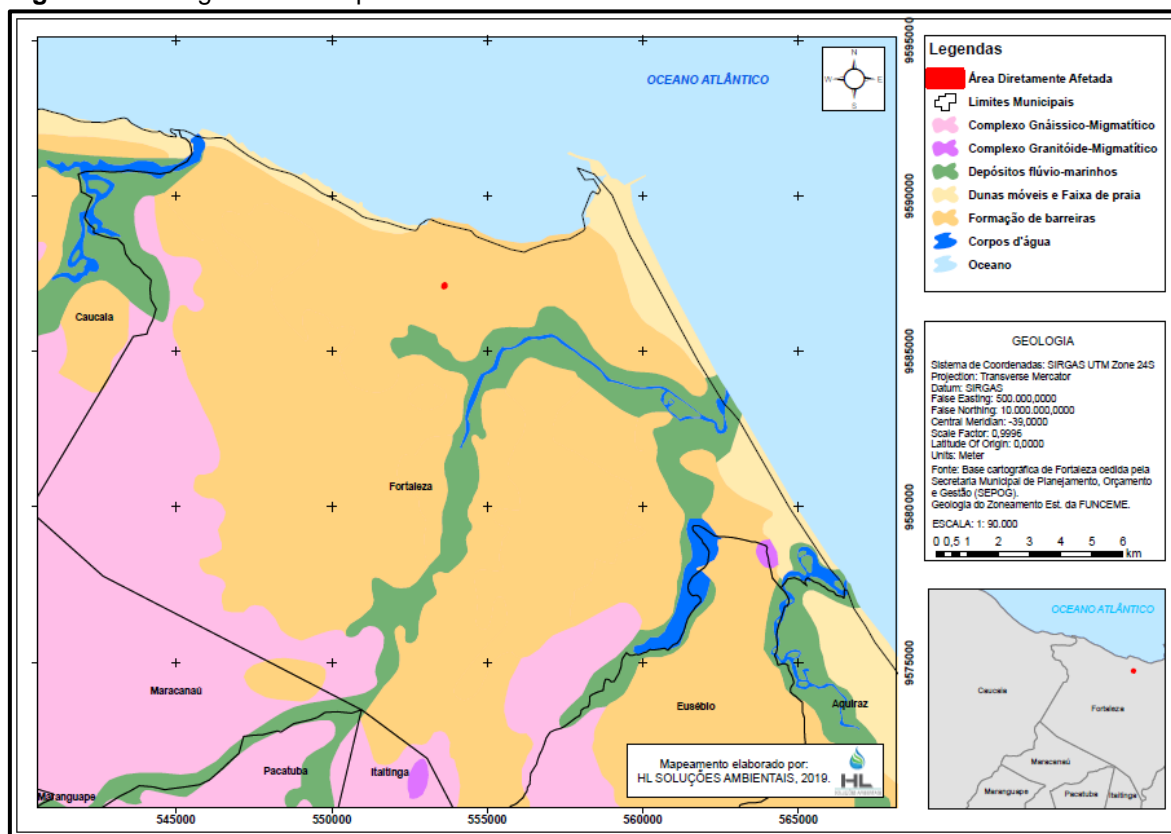 OCEANO ATLÂNTICO
N
W
E
S
9595000
9590000
9585000
9580000
9575000
Caucaia
Fortaleza
Maracanaú
Eusébio
Aquiraz
Pacatuba
Itaitinga
Maranguape
545000
550000
555000
560000
565000
Mapeamento elaborado por:
HL SOLUÇÕES AMBIENTAIS, 2019.
HL
Legendas
Área Diretamente Afetada
Limites Municipais
Complexo Gnáissico-Migmatítico
Complexo Granitóide-Migmatítico
Depósitos flúvio-marinhos
Dunas móveis e Faixa de praia
Formação de barreiras
Corpos d'água
Oceano
GEOLOGIA
Sistema de Coordenadas: SIRGAS UTM Zone 24S
Projection: Transverse Mercator
Datum: SIRGAS
False Easting: 500.000,0000
False Northing: 10.000.000,0000
Central Meridian: -39,0000
Scale Factor: 0,9996
Latitude Of Origin: 0,0000
Units: Meter
Fonte: Base cartográfica de Fortaleza cedida pela
Secretaria Municipal de Planejamento, Orçamento
e Gestão (SEPOG).
Geologia do Zoneamento Est. da FUNCEME.
ESCALA: 1: 90.000
0 0,5 1 2 3 4 5 6
km
OCEANO ATLÂNTICO
Caucaia
Fortaleza
Maracanaú
Maranguape
Pacatuba
Itaitinga